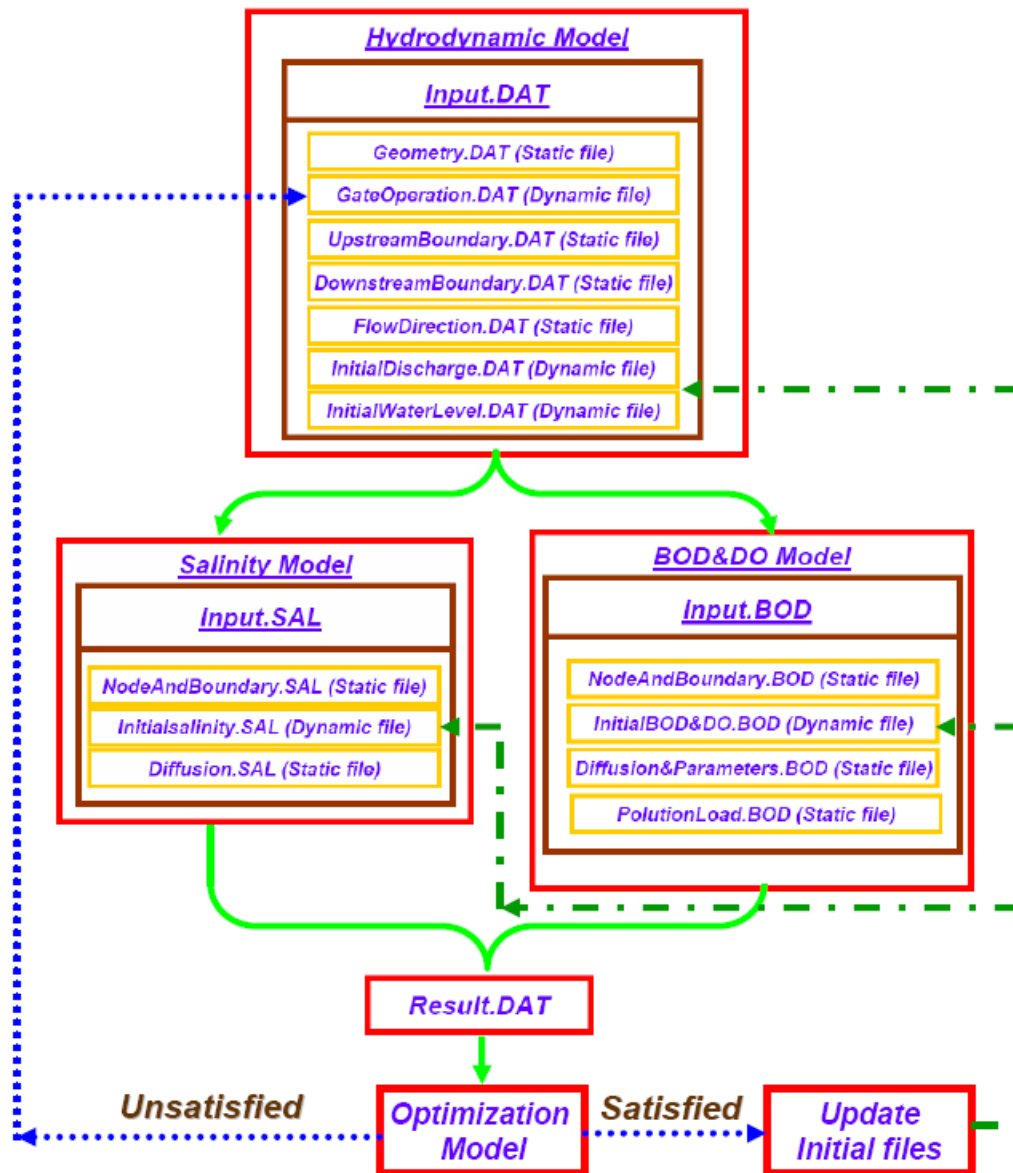 Hydrodynamic Model
Input.DAT
Geometry.DAT (Static file)
GateOperation.DAT (Dynamic file)
UpstreamBoundary.DAT (Static file)
DownstreamBoundary.DAT (Static file)
FlowDirection.DAT (Static file)
InitialDischarge.DAT (Dynamic file)
InitialWaterLevel.DAT (Dynamic file)
Salinity Model
Input.SAL
NodeAndBoundary.SAL (Static file)
Initialsalinity.SAL (Dynamic file)
Diffusion.SAL (Static file)
BOD&DO Model
Input.BOD
NodeAndBoundary.BOD (Static file)
InitialBOD&DO.BOD (Dynamic file)
Diffusion&Parameters.BOD (Static file)
PolutionLoad.BOD (Static file)
Result.DAT
Unsatisfied
Optimization
Model
Satisfied
Update
Initial files